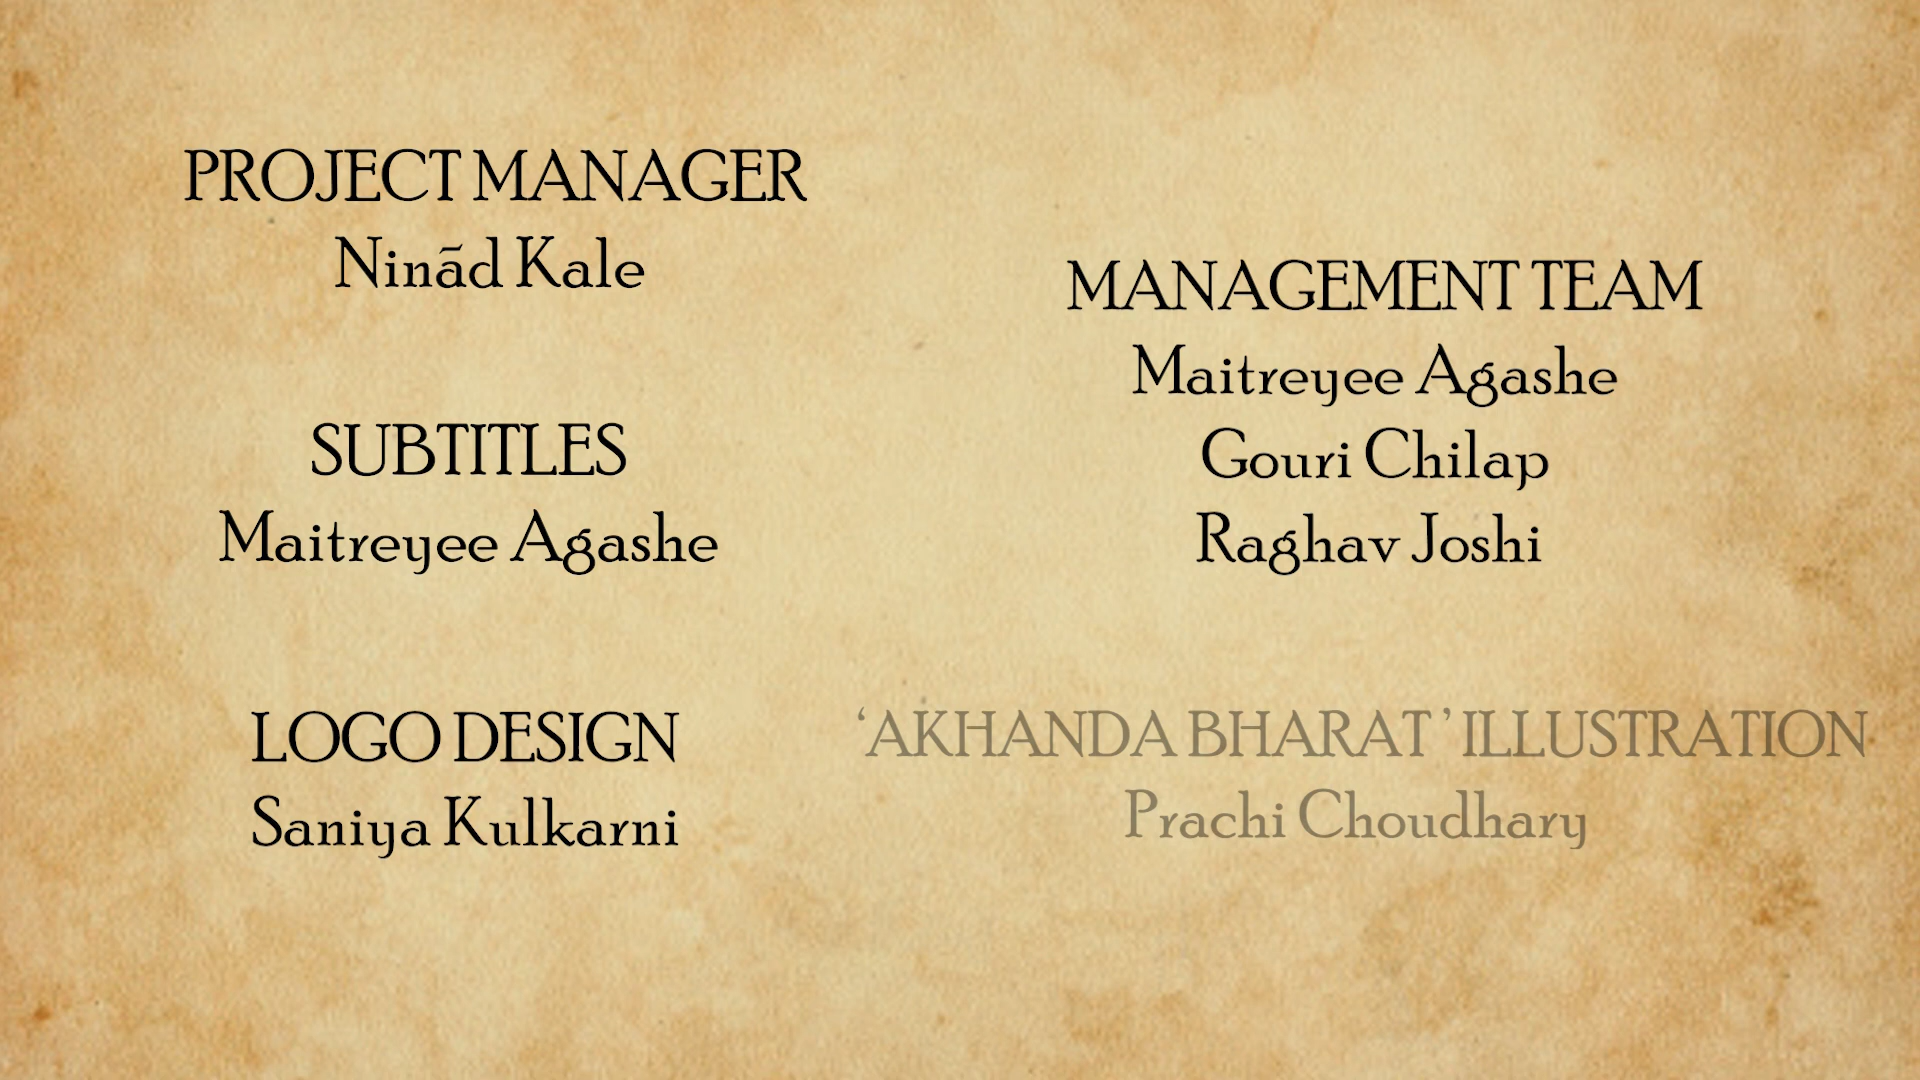 PROJECT MANAGER
Ninãd Kale
SUBTITLES
Maitreyee Agashe
LOGO DESIGN
Saniya Kulkarni
MANAGEMENT TEAM
Maitreyee Agashe
Gouri Chilap
Raghav Joshi
‘AKHANDA BHARAT’ ILLUSTRATION
Prachi Choudhary